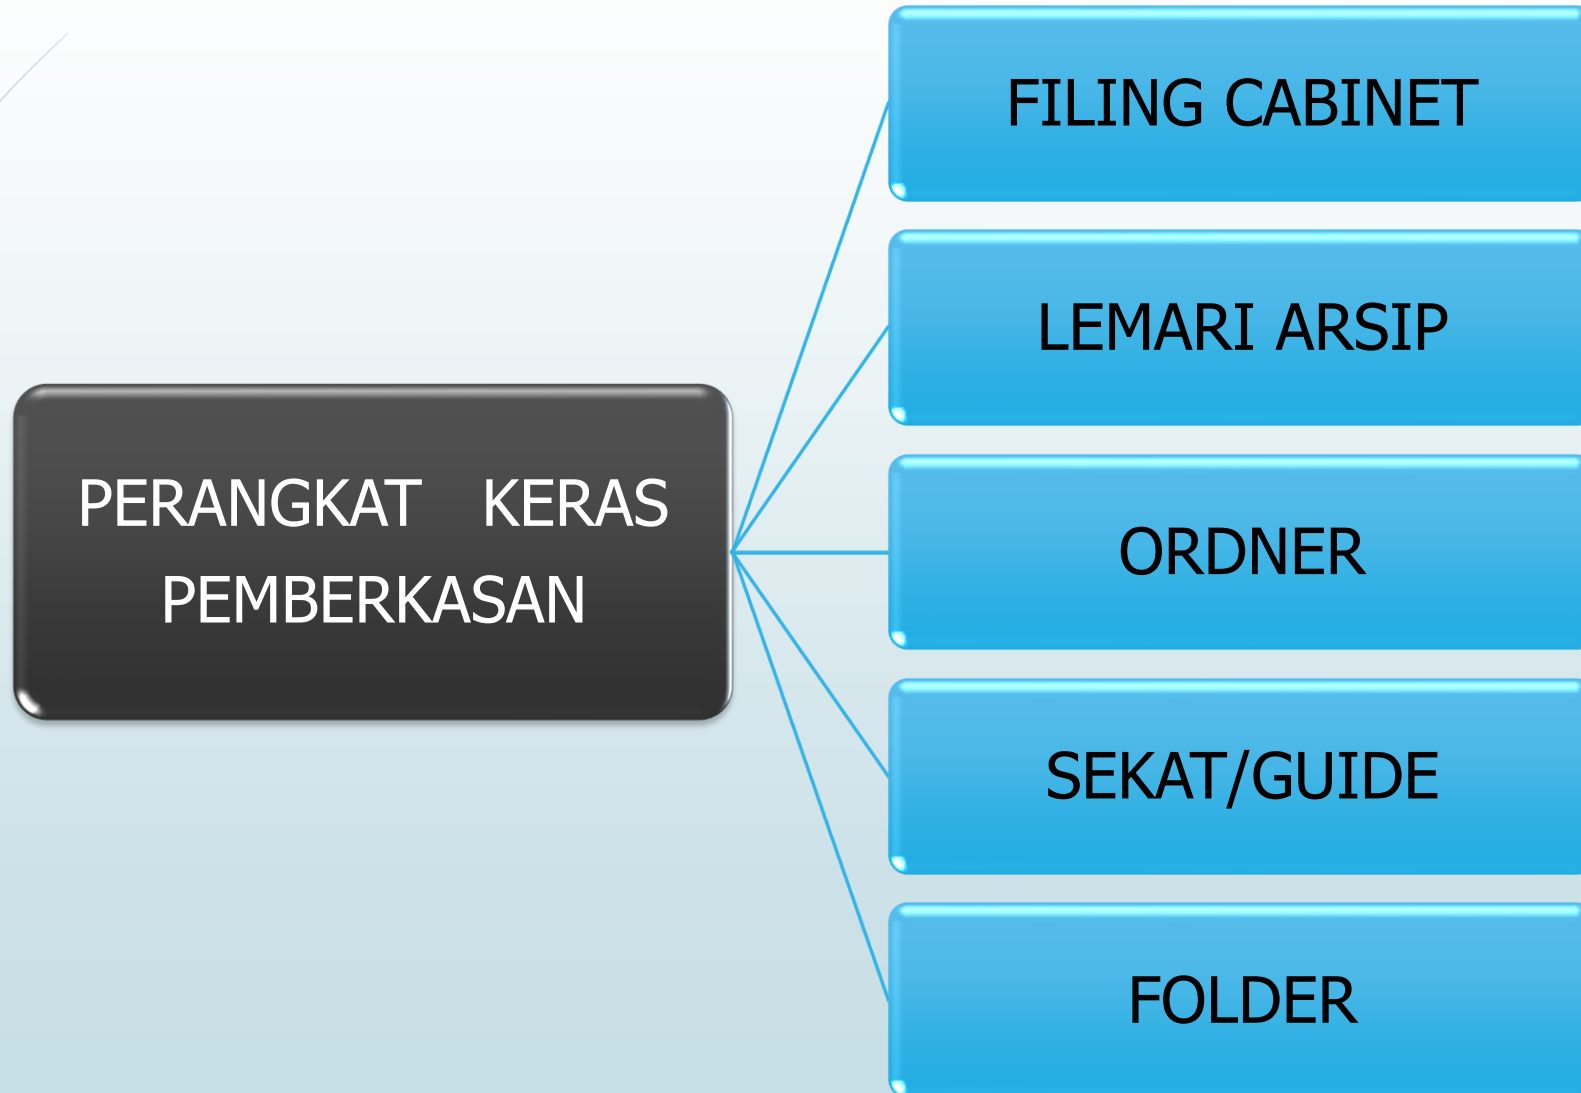 PERANGKAT KERAS
PEMBERKASAN
FILING CABINET
LEMARI ARSIP
ORDNER
SEKAT/GUIDE
FOLDER